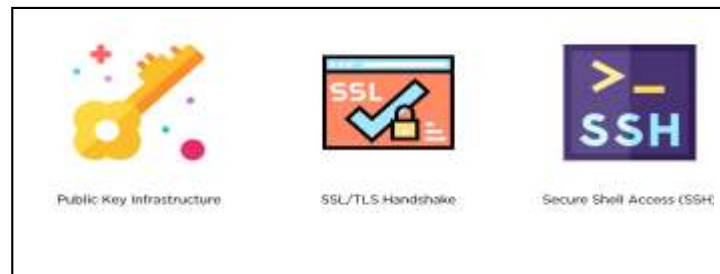 SSL
>_
SSH
Public Key Infrastructure
SSL/TLS Handshake
Secure Shell Access (SSH)